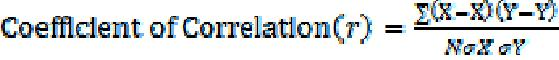 Coefficient of Correlation(r) = ∑(X−X)(Y−Y) / NσX σY